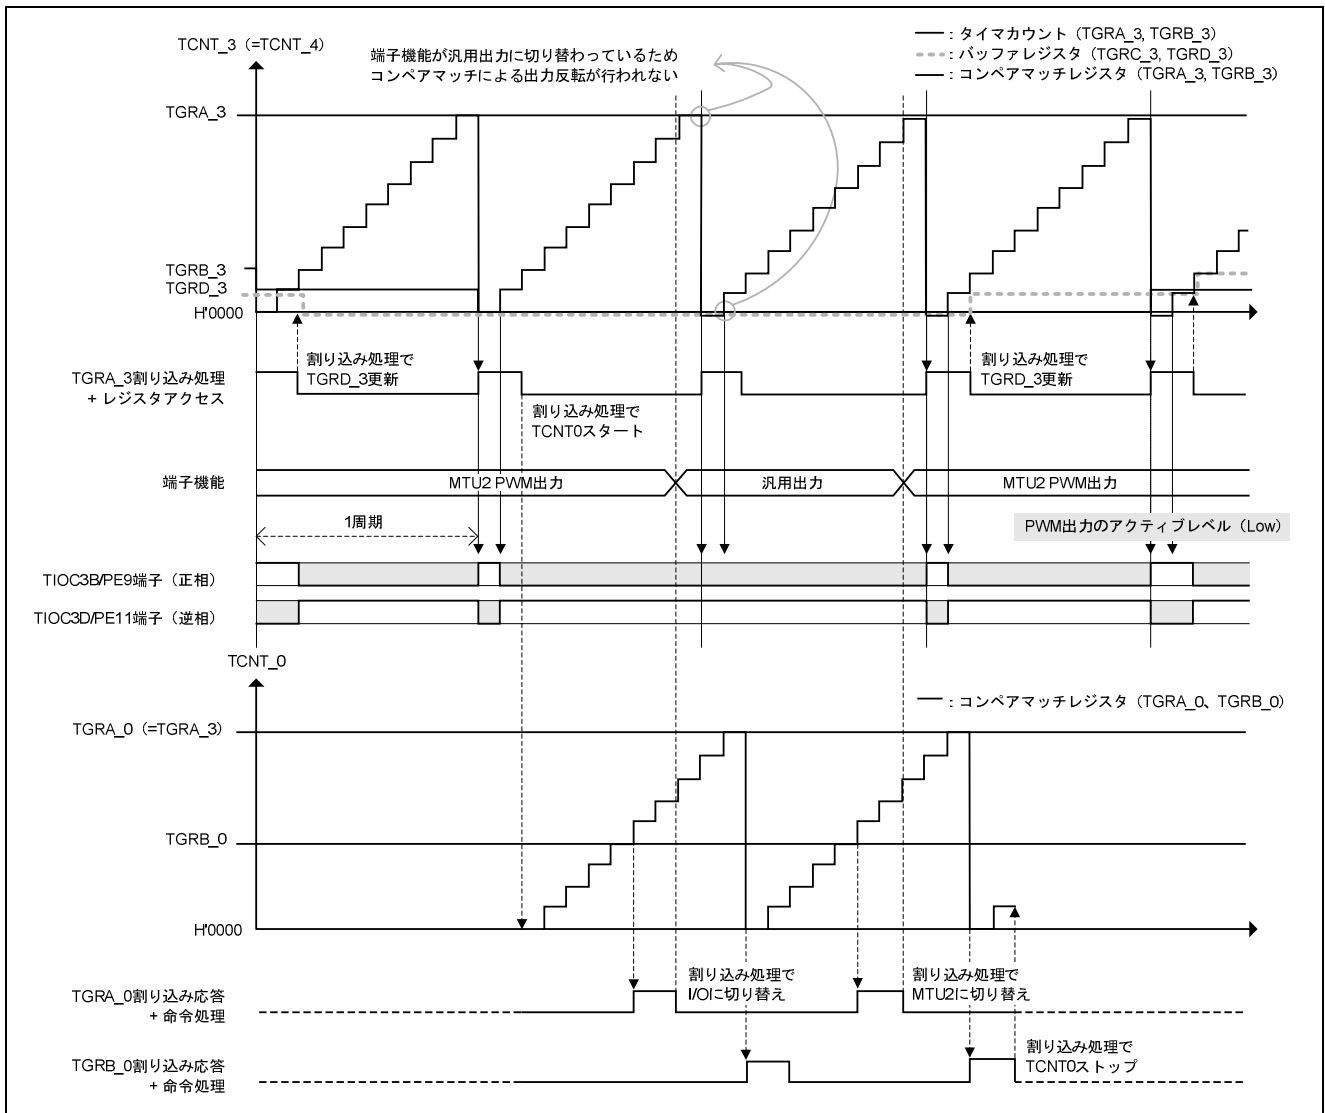 TCNT_3 (=TCNT_4)
端子機能が汎用出力に切り替わっているため
コンペアマッチによる出力反転が行われない
: タイマカウント (TGRA_3, TGRB_3)
: バッファレジスタ (TGRC_3, TGRD_3)
: コンペアマッチレジスタ (TGRA_3, TGRB_3)
TGRA_3
TGRB_3
TGRD_3
H'0000
TGRA_3割り込み処理
+ レジスタアクセス
割り込み処理で
TGRD_3更新
割り込み処理で
TCNT0スタート
割り込み処理で
TGRD_3更新
端子機能
MTU2 PWM出力
汎用出力
MTU2 PWM出力
1周期
PWM出力のアクティブレベル (Low)
TIOC3B/PE9端子 (正相)
TIOC3D/PE11端子 (逆相)
TCNT_0
: コンペアマッチレジスタ (TGRA_0、TGRB_0)
TGRA_0 (=TGRA_3)
TGRB_0
H'0000
TGRA_0割り込み応答
+ 命令処理
割り込み処理で
I/Oに切り替え
割り込み処理で
MTU2に切り替え
TGRB_0割り込み応答
+ 命令処理
割り込み処理で
TCNT0ストップ